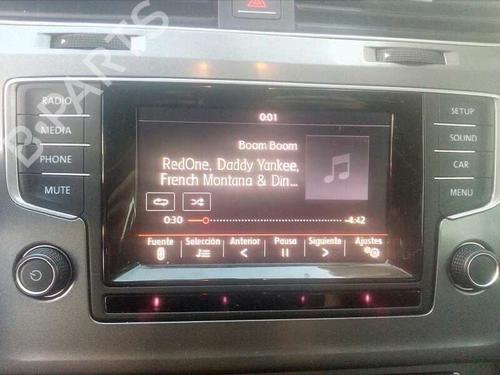 B-PARTS
0:01
RADIO
MEDIA
PHONE
MUTE
Boom Boom
RedOne, Daddy Yankee,
French Montana & Din...
0:30
-4:42
Fuente
Selección
Anterior
Pausa
Siguiente
Ajustes
SETUP
SOUND
CAR
MENU